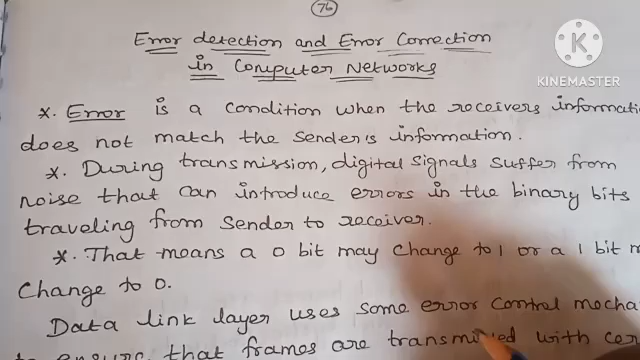 76
Error detection and Error Correction
in Computer Networks
K
KINEMASTER
*. Error is a condition when the receivers informati
does not match the sender's information.
*. During transmission, digital signals suffer from
noise that can introduce errors in the binary bits
traveling from sender to receiver.
*. That means a 0 bit may change to 1 or a 1 bit m
change to 0.
Data link layer uses some error control mecha
that frames are transmitted with